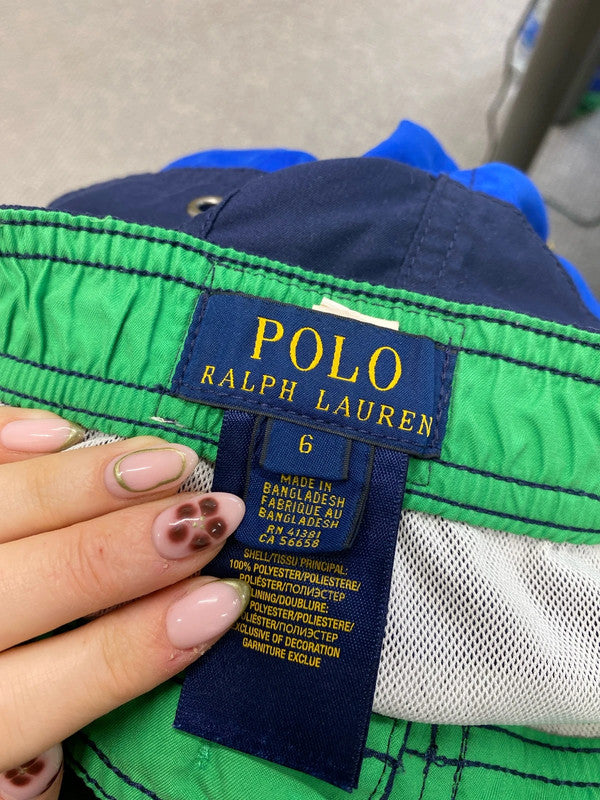 POLO
RALPH LAUREN
6
MADE IN
BANGLADESH
FABRIQUE AU
BANGLADESH
RN 41381
CA 56658
SHELL/TISSU PRINCIPAL:
100% POLYESTER/POLIESTERE/
POLIÉSTER/ПОЛИЭСТЕР
LINING/DOUBLURE:
POLYESTER/POLIESTERE/
POLIÉSTER/ПОЛИЭСТЕР
EXCLUSIVE OF DECORATION
GARNITURE EXCLUE